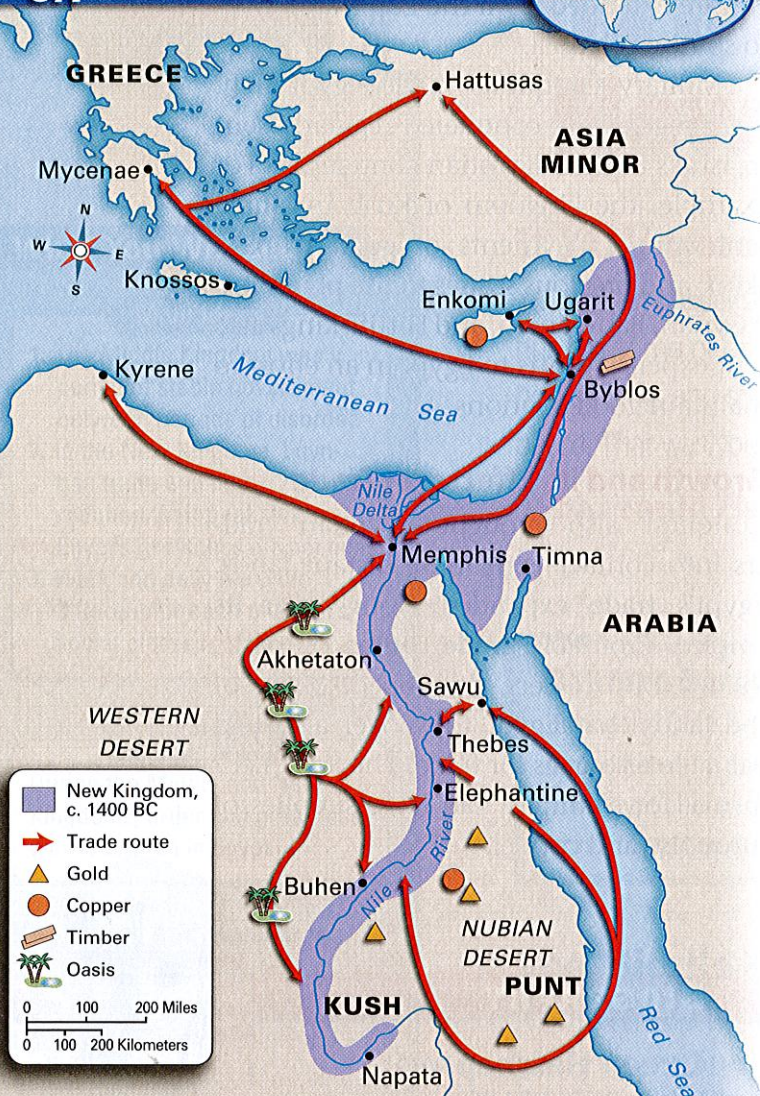 GREECE
Hattusas
ASIA
MINOR
Mycenae
N
W
E
S
Knossos
Enkomi
Ugarit
Euphrates River
Kyrene
Mediterranean Sea
Byblos
Nile
Delta
Memphis
Timna
ARABIA
Akhetaton
Sawu
WESTERN
DESERT
Thebes
Elephantine
Nile River
Buhen
NUBIAN
DESERT
PUNT
KUSH
Red Sea
Napata
New Kingdom,
c. 1400 BC
Trade route
Gold
Copper
Timber
Oasis
0 100 200 Miles
0 100 200 Kilometers